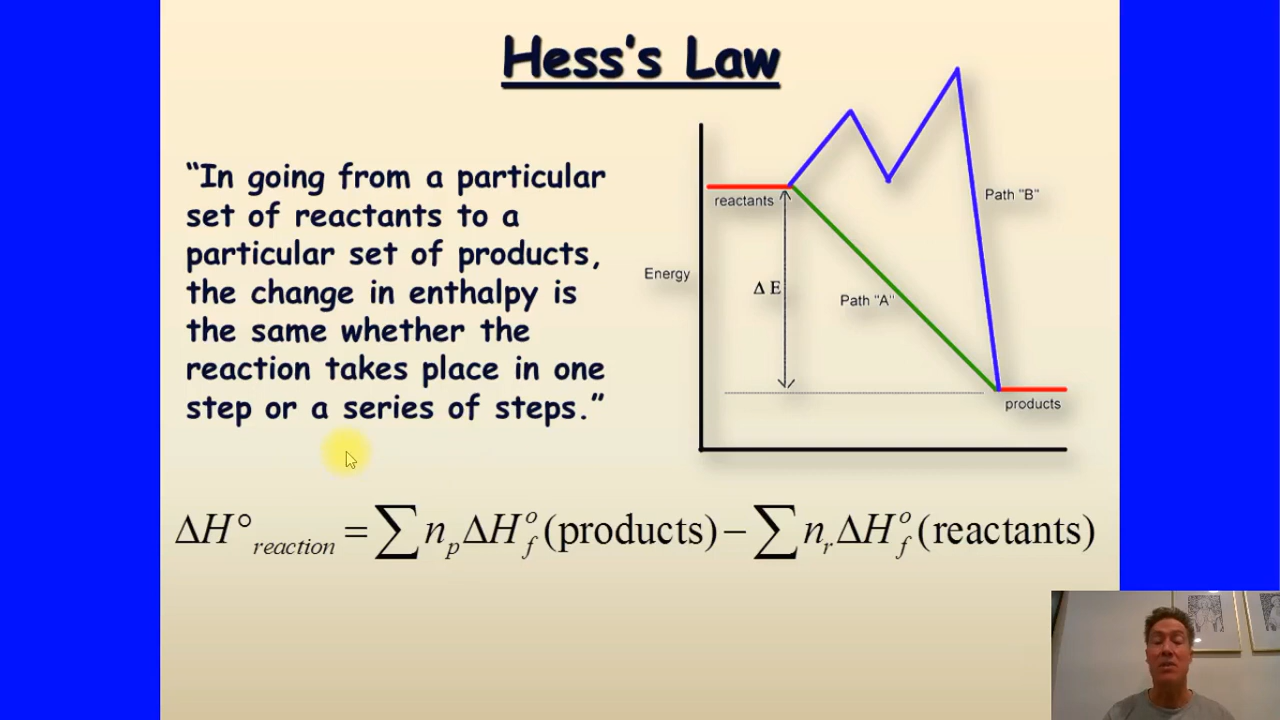 Hess's Law
“In going from a particular
set of reactants to a
particular set of products,
the change in enthalpy is
the same whether the
reaction takes place in one
step or a series of steps.”
reactants
Path "B"
Energy
Δ E
Path "A"
products
ΔH°reaction = ∑ npΔH°f(products) − ∑ nrΔH°f(reactants)